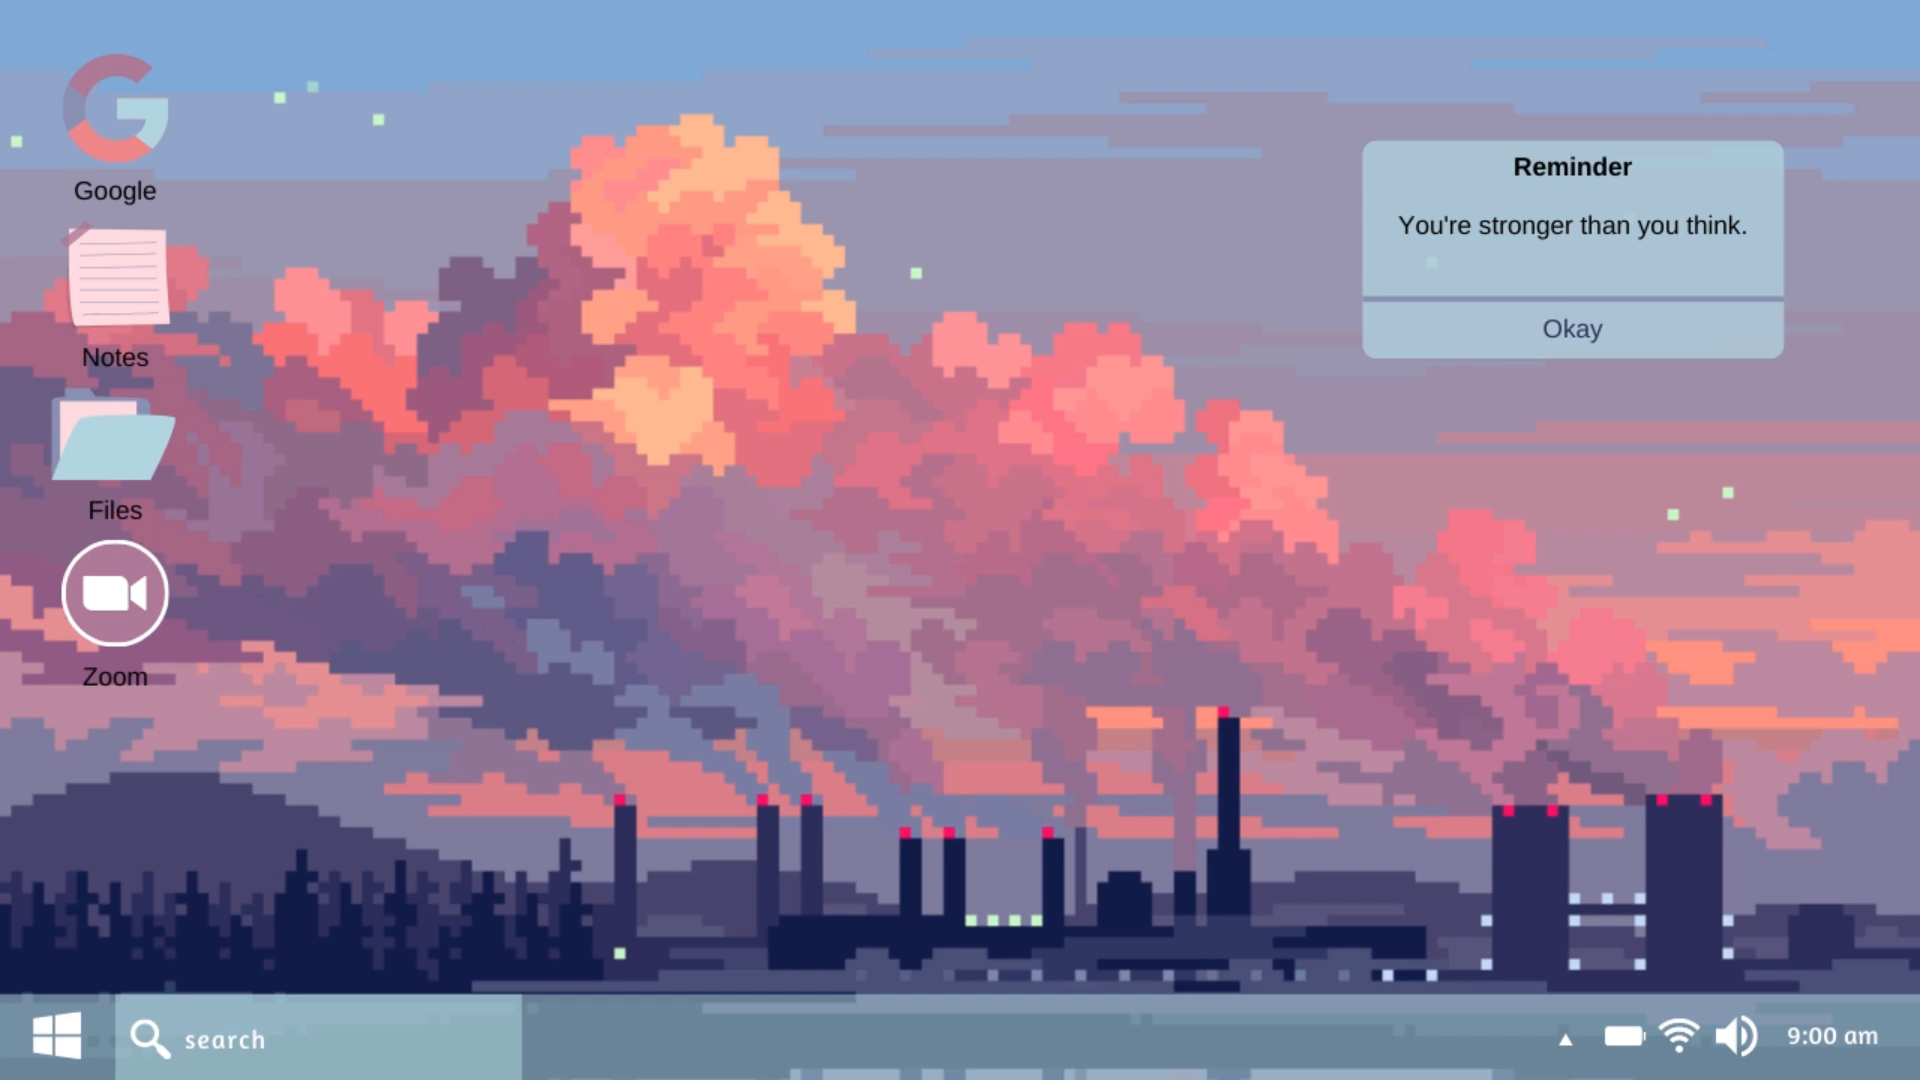 Google
Notes
Files
Zoom
Reminder
You're stronger than you think.
Okay
search
9:00 am